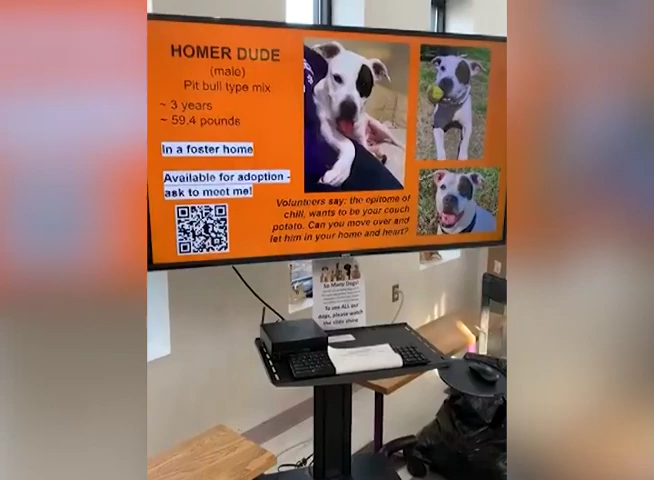 HOMER DUDE
(male)
Pit bull type mix
~ 3 years
~ 59.4 pounds
In a foster home
Available for adoption -
ask to meet me!
Volunteers say: the epitome of
chill, wants to be your couch
potato. Can you move over and
let him in your home and heart?
So Many Dogs!
To see ALL our
dogs, please watch
the slide show